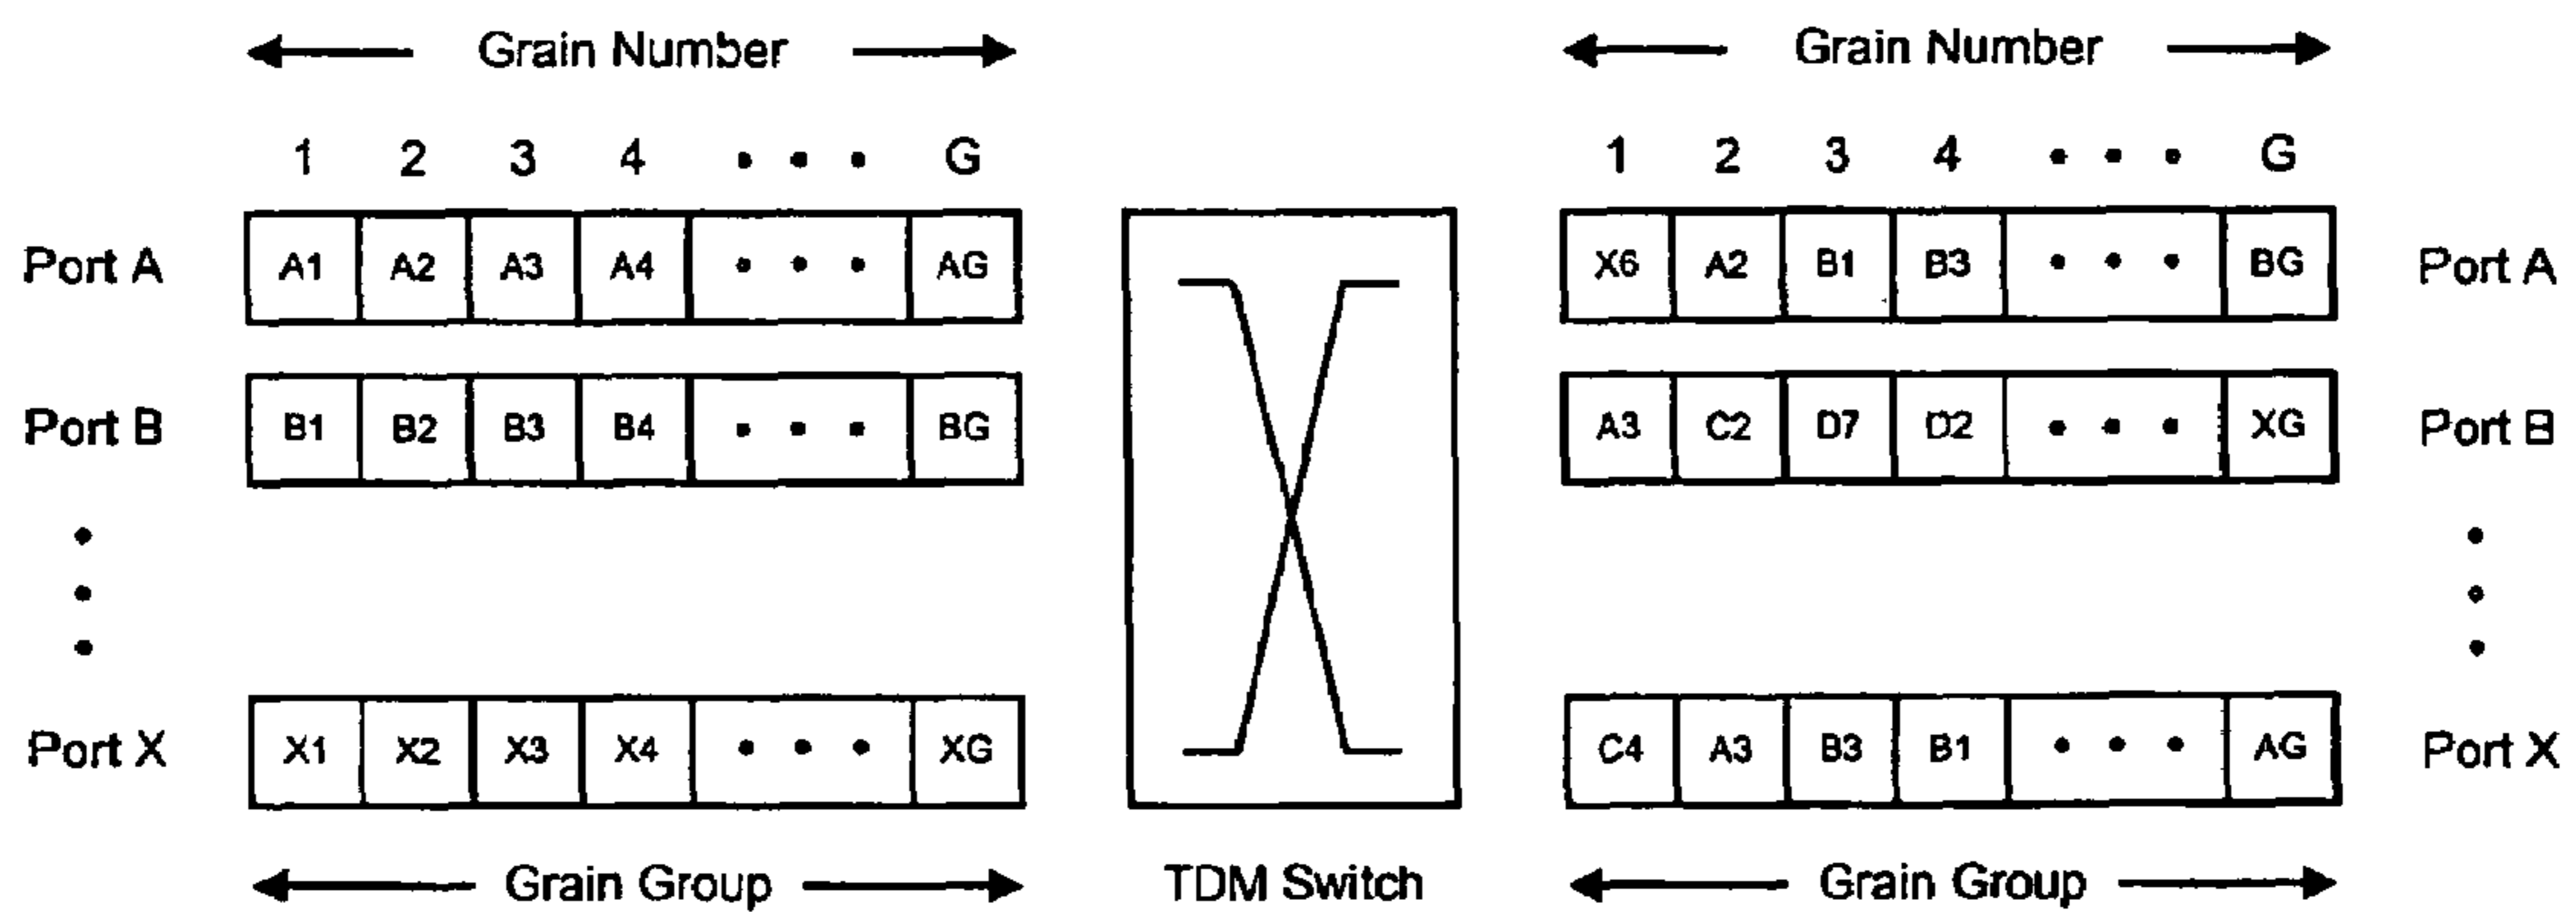 Grain Number Grain Number
1 2 3 4 • • • G 1 2 3 4 • • • G
Port A A1 A2 A3 A4 • • • AG X6 A2 B1 B3 • • • BG Port A
Port B B1 B2 B3 B4 • • • BG A3 C2 D7 D2 • • • XG Port B
Port X X1 X2 X3 X4 • • • XG C4 A3 B3 B1 • • • AG Port X
Grain Group TDM Switch Grain Group